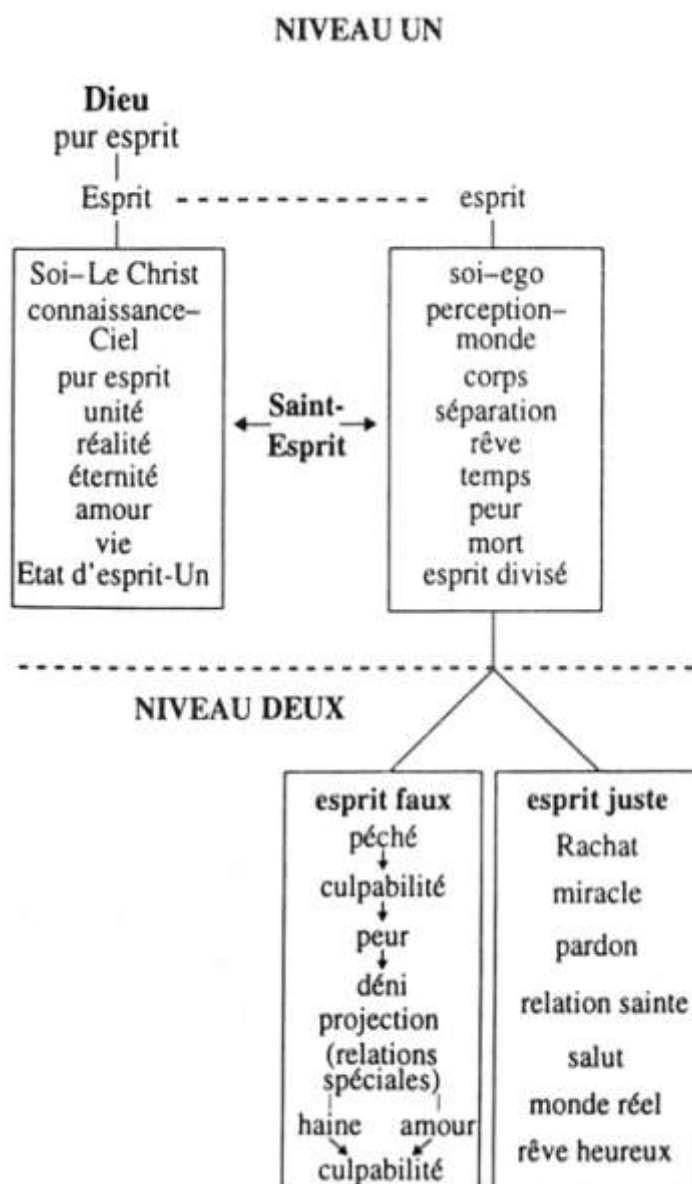 NIVEAU UN
Dieu
pur esprit
Esprit
esprit
Soi–Le Christ
connaissance–
Ciel
pur esprit
unité
réalité
éternité
amour
vie
Etat d'esprit-Un
Saint-
Esprit
soi–ego
perception–
monde
corps
séparation
rêve
temps
peur
mort
esprit divisé
NIVEAU DEUX
esprit faux
péché
culpabilité
peur
déni
projection
(relations
spéciales)
haine amour
culpabilité
esprit juste
Rachat
miracle
pardon
relation sainte
salut
monde réel
rêve heureux